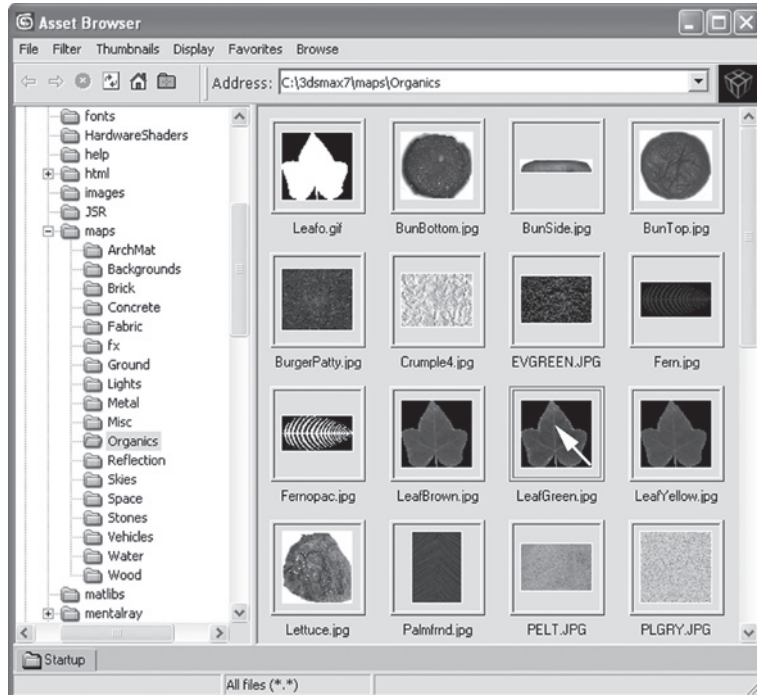 Asset Browser
File Filter Thumbnails Display Favorites Browse
Address: C:\3dsmax7\maps\Organics
fonts
HardwareShaders
help
html
images
JSR
maps
ArchMat
Backgrounds
Brick
Concrete
Fabric
fx
Ground
Lights
Metal
Misc
Organics
Reflection
Skies
Space
Stones
Vehicles
Water
Wood
matlibs
mentalray
Leafo.gif BunBottom.jpg BunSide.jpg BunTop.jpg
BurgerPatty.jpg Crumple4.jpg EVGREEN.JPG Fern.jpg
Fernopac.jpg LeafBrown.jpg LeafGreen.jpg LeafYellow.jpg
Lettuce.jpg Palmfrnd.jpg PELT.JPG PLGRY.JPG
Startup
All files (*.*)